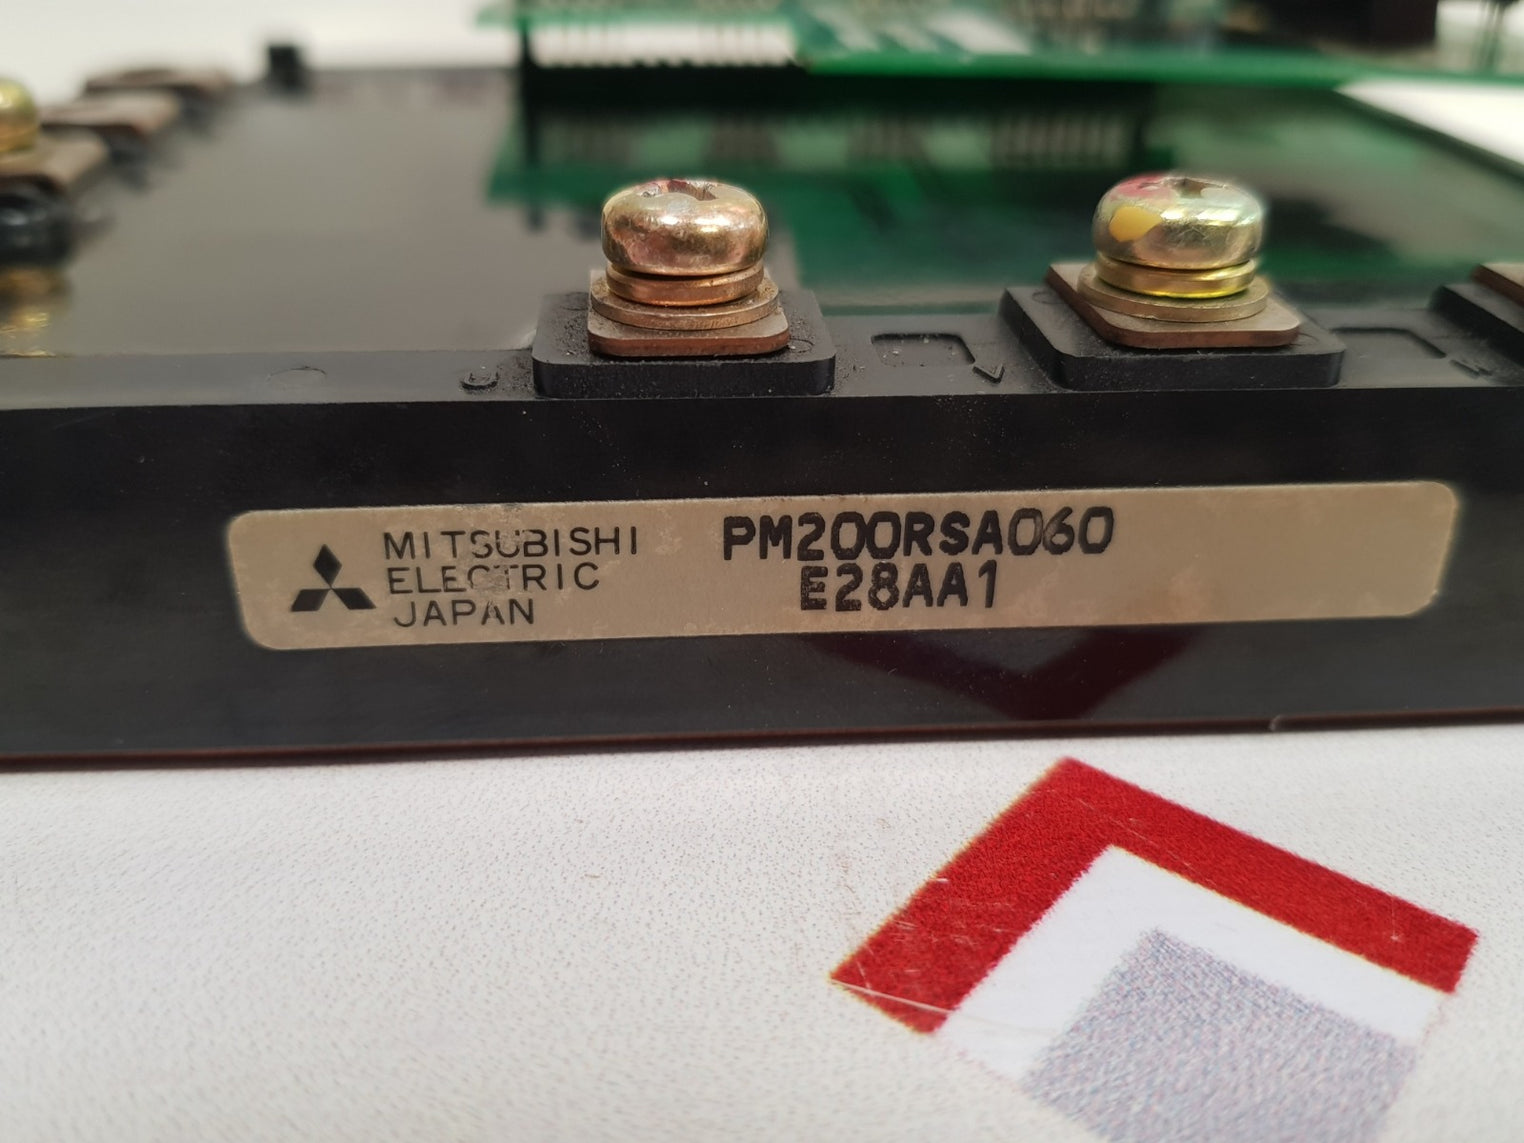 U
V
W
MITSUBISHI
ELECTRIC
JAPAN
PM200RSA060
E28AA1